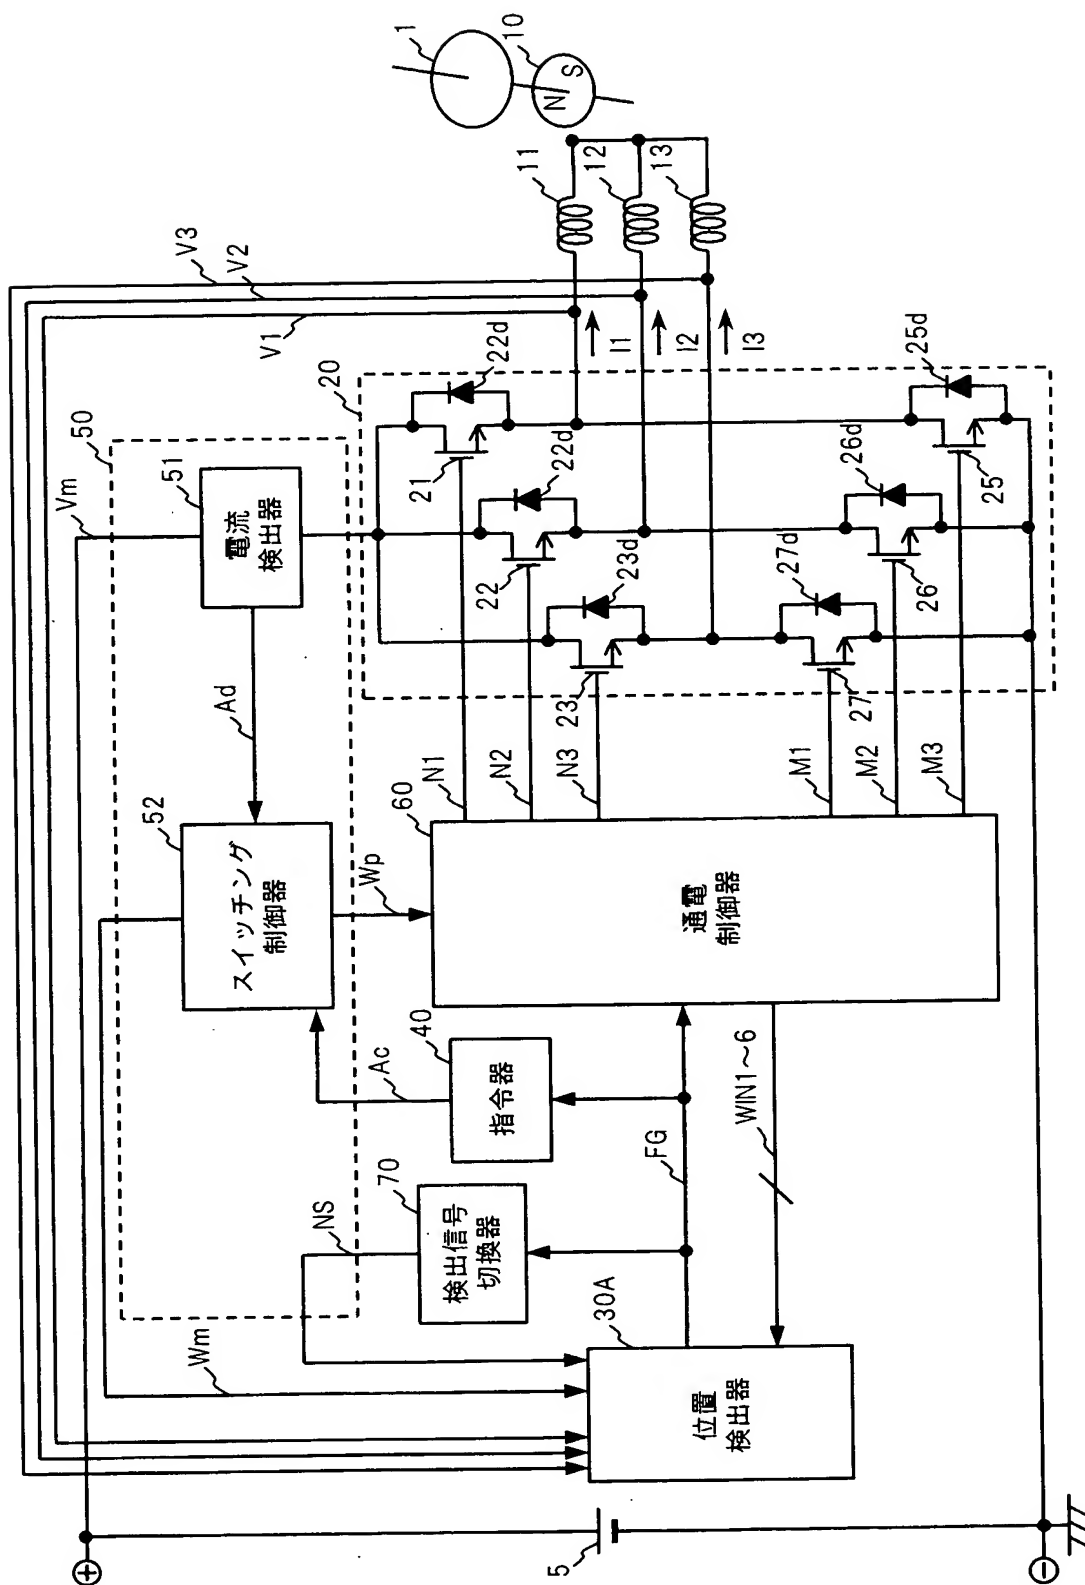 1
10
N
S
11
12
13
V3
V2
V1
Vm
50
51
電流
検出器
20
22d
I1
I2
I3
25d
21
22d
26d
25
22
23d
27d
26
23
27
Ad
52
スイッチング
制御器
Wp
60
N1
N2
N3
M1
M2
M3
通電
制御器
Ac
40
指令器
FG
WIN1～6
NS
70
検出信号
切換器
Wm
30A
位置
検出器
5
+
−